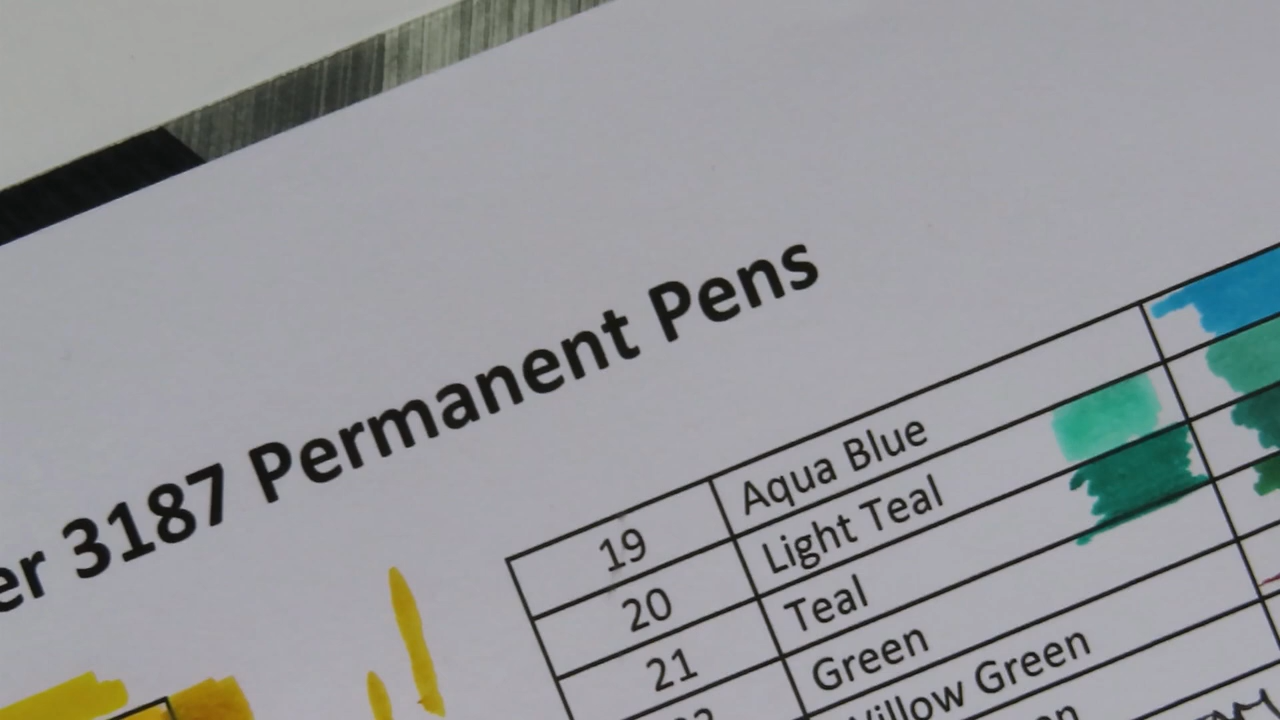 er 3187 Permanent Pens
19 Aqua Blue
20 Light Teal
21 Teal
Green
Willow Green